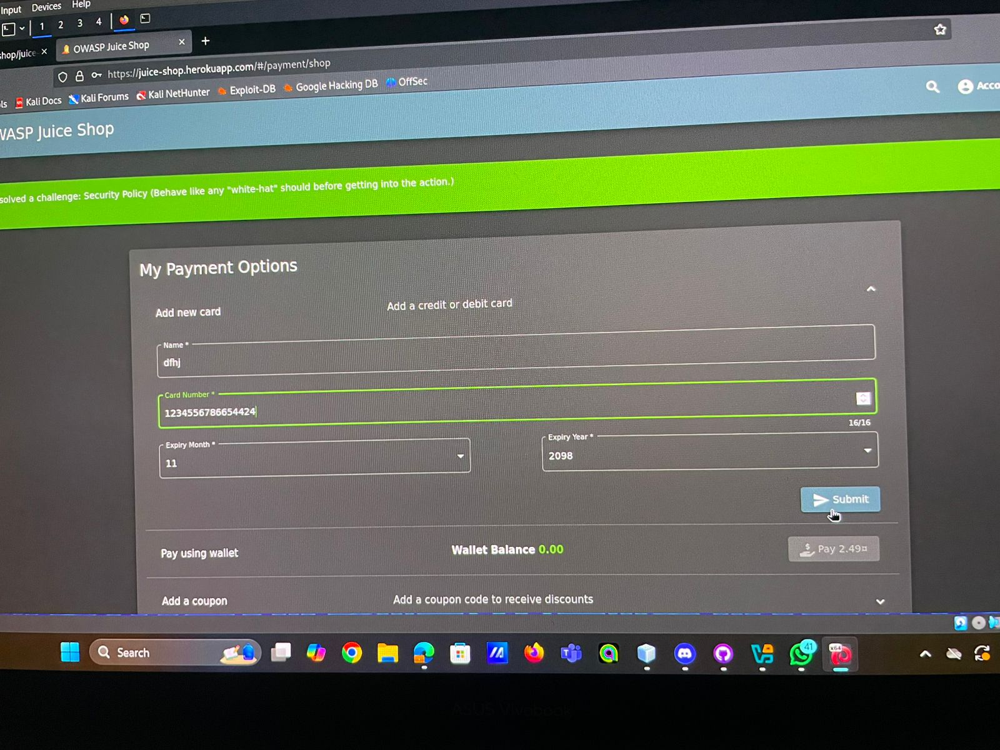 Input Devices Help
1 2 3 4
shop/juice × OWASP Juice Shop × +
https://juice-shop.herokuapp.com/#/payment/shop
ls Kali Docs Kali Forums Kali NetHunter Exploit-DB Google Hacking DB OffSec
WASP Juice Shop Acco
solved a challenge: Security Policy (Behave like any "white-hat" should before getting into the action.)
My Payment Options
Add new card Add a credit or debit card
Name *
dfhj
Card Number *
1234556786654424
16/16
Expiry Month * Expiry Year *
11 2098
Submit
Pay using wallet Wallet Balance 0.00 Pay 2.49¤
Add a coupon Add a coupon code to receive discounts
Search 41 x64
ASUS Vivobook